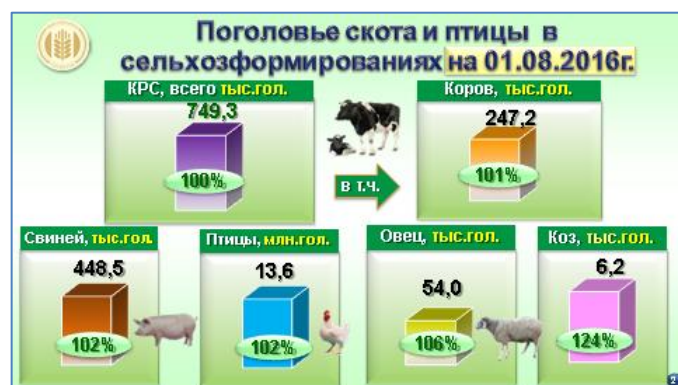 Поголовье скота и птицы в
сельхозформированиях на 01.08.2016г.
КРС, всего тыс.гол.
749,3
100%
в т.ч.
Коров, тыс.гол.
247,2
101%
Свиней, тыс.гол.
448,5
102%
Птицы, млн.гол.
13,6
102%
Овец, тыс.гол.
54,0
106%
Коз, тыс.гол.
6,2
124%
2